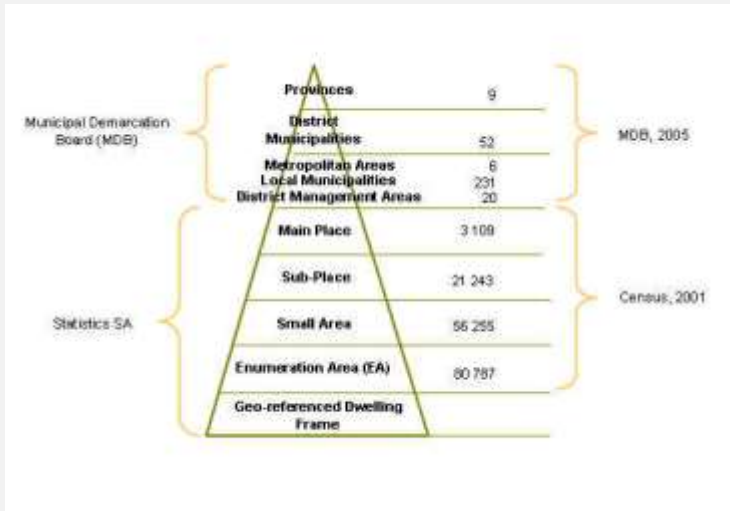 Provinces 9
Municipal Demarcation
Board (MDB)
District
Municipalities 52
MDB, 2005
Metropolitan Areas 6
Local Municipalities 231
District Management Areas 20
Main Place 3 109
Sub-Place 21 243
Census, 2001
Statistics SA
Small Area 56 255
Enumeration Area (EA) 80 787
Geo-referenced Dwelling
Frame